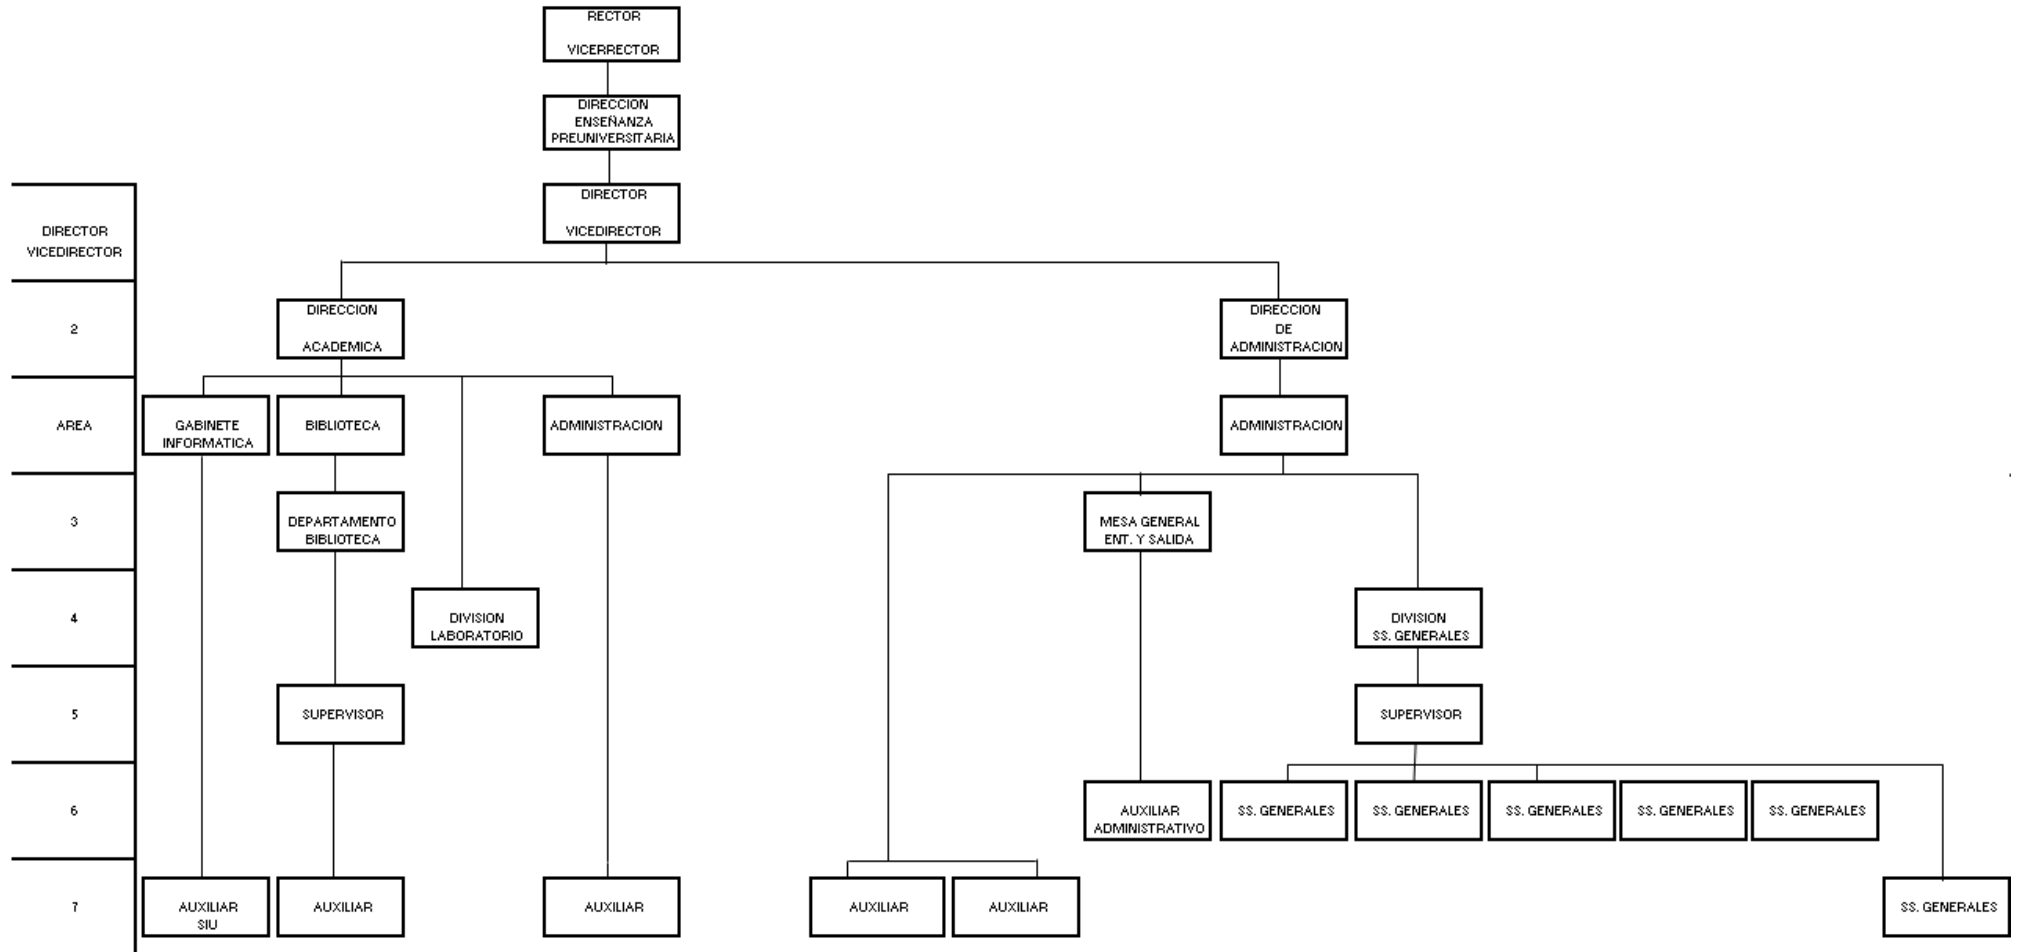 RECTOR
VICERRECTOR
DIRECCION
ENSEÑANZA
PREUNIVERSITARIA
DIRECTOR
VICEDIRECTOR
DIRECTOR
VICEDIRECTOR
2
DIRECCION
ACADEMICA
DIRECCION
DE
ADMINISTRACION
AREA
GABINETE
INFORMATICA
BIBLIOTECA
ADMINISTRACION
ADMINISTRACION
3
DEPARTAMENTO
BIBLIOTECA
MESA GENERAL
ENT. Y SALIDA
4
DIVISION
LABORATORIO
DIVISION
SS. GENERALES
5
SUPERVISOR
SUPERVISOR
6
AUXILIAR
ADMINISTRATIVO
SS. GENERALES
SS. GENERALES
SS. GENERALES
SS. GENERALES
SS. GENERALES
7
AUXILIAR
SIU
AUXILIAR
AUXILIAR
AUXILIAR
AUXILIAR
SS. GENERALES